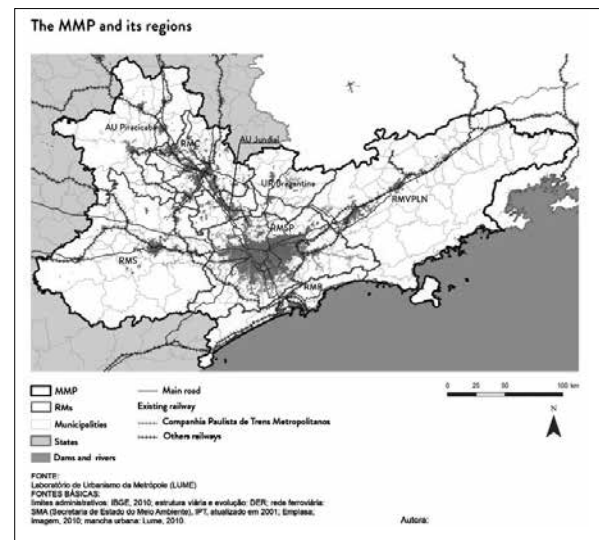 The MMP and its regions
AU Piracicaba
RMC
AU Jundiaí
UR Bragantina
RMVPLN
RMSP
RMS
RMB
MMP
RMs
Municipalities
States
Dams and rivers
Main road
Existing railway
Companhia Paulista de Trens Metropolitanos
Others railways
0 25 50 100 km
N
FONTE:
Laboratório de Urbanismo da Metrópole (LUME)
FONTES BÁSICAS:
limites administrativos: IBGE, 2010; estrutura viária e evolução: DER; rede ferroviária:
SMA (Secretaria de Estado do Meio Ambiente), IPT, atualizado em 2001; Emplasa,
Imagem, 2010; mancha urbana: Lume, 2010.
Autoria: